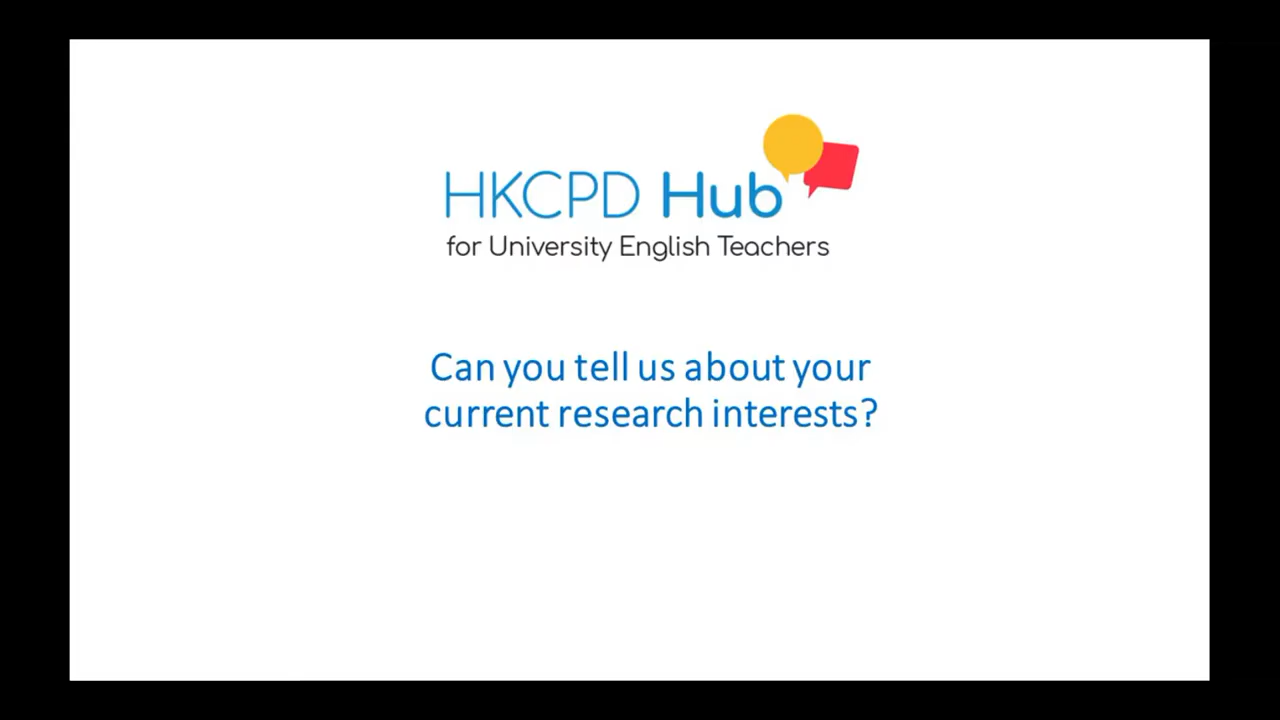 HKCPD Hub
for University English Teachers
Can you tell us about your
current research interests?